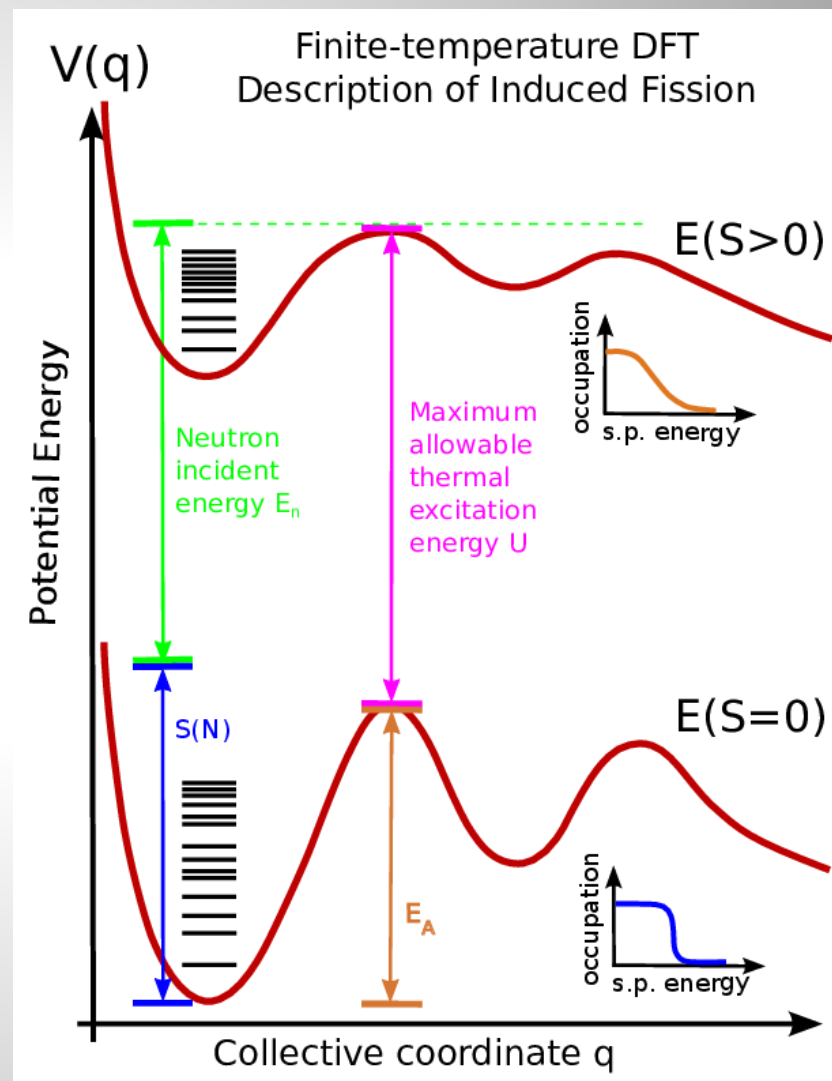 Finite-temperature DFT
Description of Induced Fission
V(q)
E(S>0)
occupation
s.p. energy
Potential Energy
Neutron
incident
energy Eₙ
Maximum
allowable
thermal
excitation
energy U
S(N)
E(S=0)
E_A
occupation
s.p. energy
Collective coordinate q